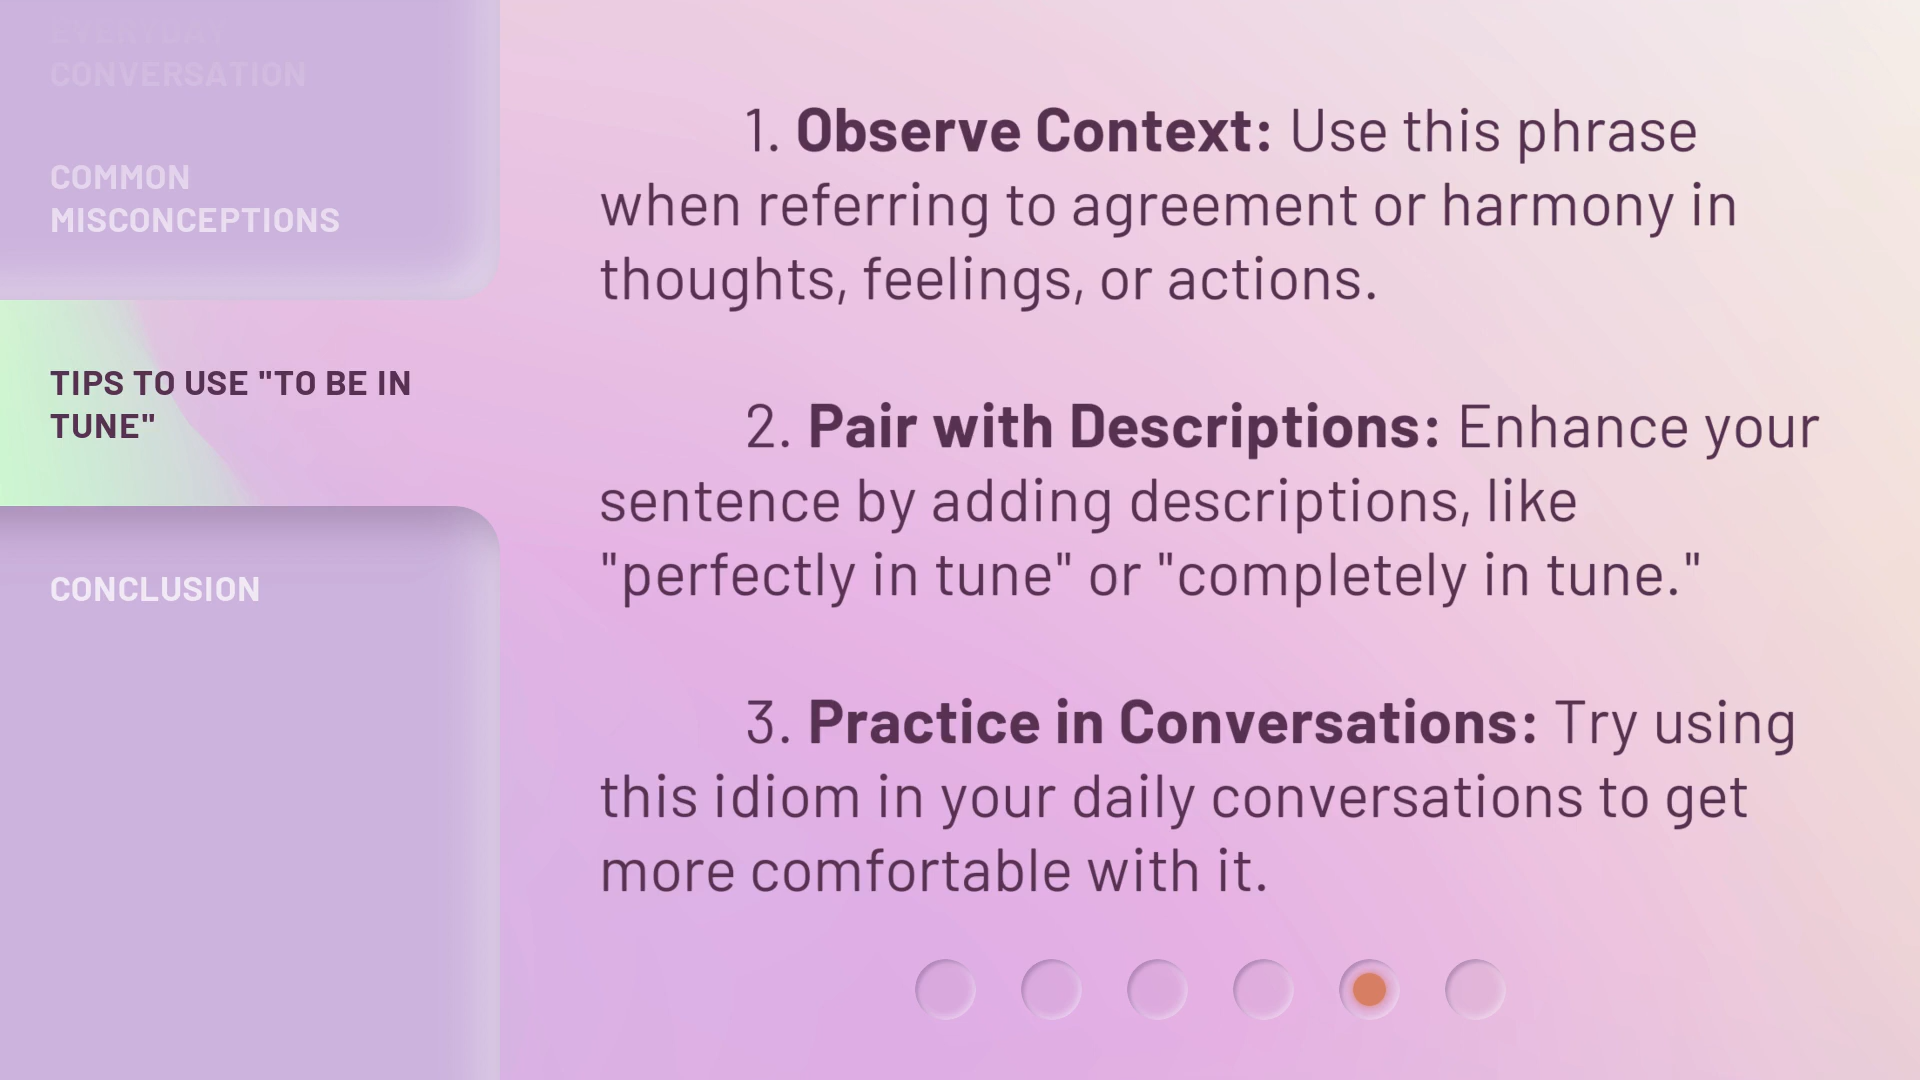 EVERYDAY
CONVERSATION
COMMON
MISCONCEPTIONS
TIPS TO USE "TO BE IN
TUNE"
CONCLUSION
1. Observe Context: Use this phrase
when referring to agreement or harmony in
thoughts, feelings, or actions.
2. Pair with Descriptions: Enhance your
sentence by adding descriptions, like
"perfectly in tune" or "completely in tune."
3. Practice in Conversations: Try using
this idiom in your daily conversations to get
more comfortable with it.